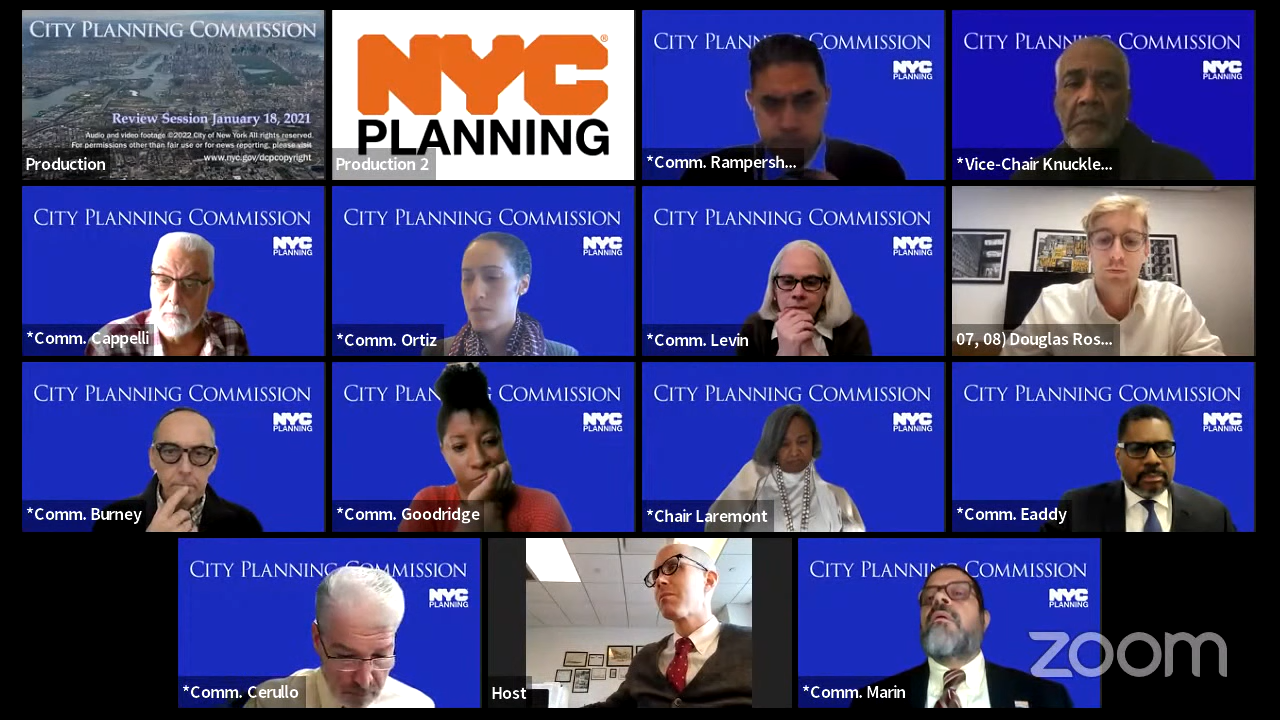 CITY PLANNING COMMISSION
Review Session January 18, 2021
Audio and video footage ©2022 City of New York All rights reserved.
For permissions other than fair use or for news reporting, please visit
www.nyc.gov/dcpcopyright
Production
NYC®
PLANNING
Production 2
CITY PLANNING COMMISSION
NYC
PLANNING
*Comm. Rampersh...
CITY PLANNING COMMISSION
NYC
PLANNING
*Vice-Chair Knuckle...
CITY PLANNING COMMISSION
NYC
PLANNING
*Comm. Cappelli
CITY PLANNING COMMISSION
NYC
PLANNING
*Comm. Ortiz
CITY PLANNING COMMISSION
NYC
PLANNING
*Comm. Levin
07, 08) Douglas Ros...
CITY PLANNING COMMISSION
NYC
PLANNING
*Comm. Burney
CITY PLAN G COMMISSION
NYC
PLANNING
*Comm. Goodridge
CITY PLANNING COMMISSION
NYC
PLANNING
*Chair Laremont
CITY PLANNING COMMISSION
NYC
PLANNING
*Comm. Eaddy
CITY PLANNING COMMISSION
NYC
PLANNING
*Comm. Cerullo
Host
CITY PLANNING COMMISSION
NYC
PLANNING
*Comm. Marin
zoom